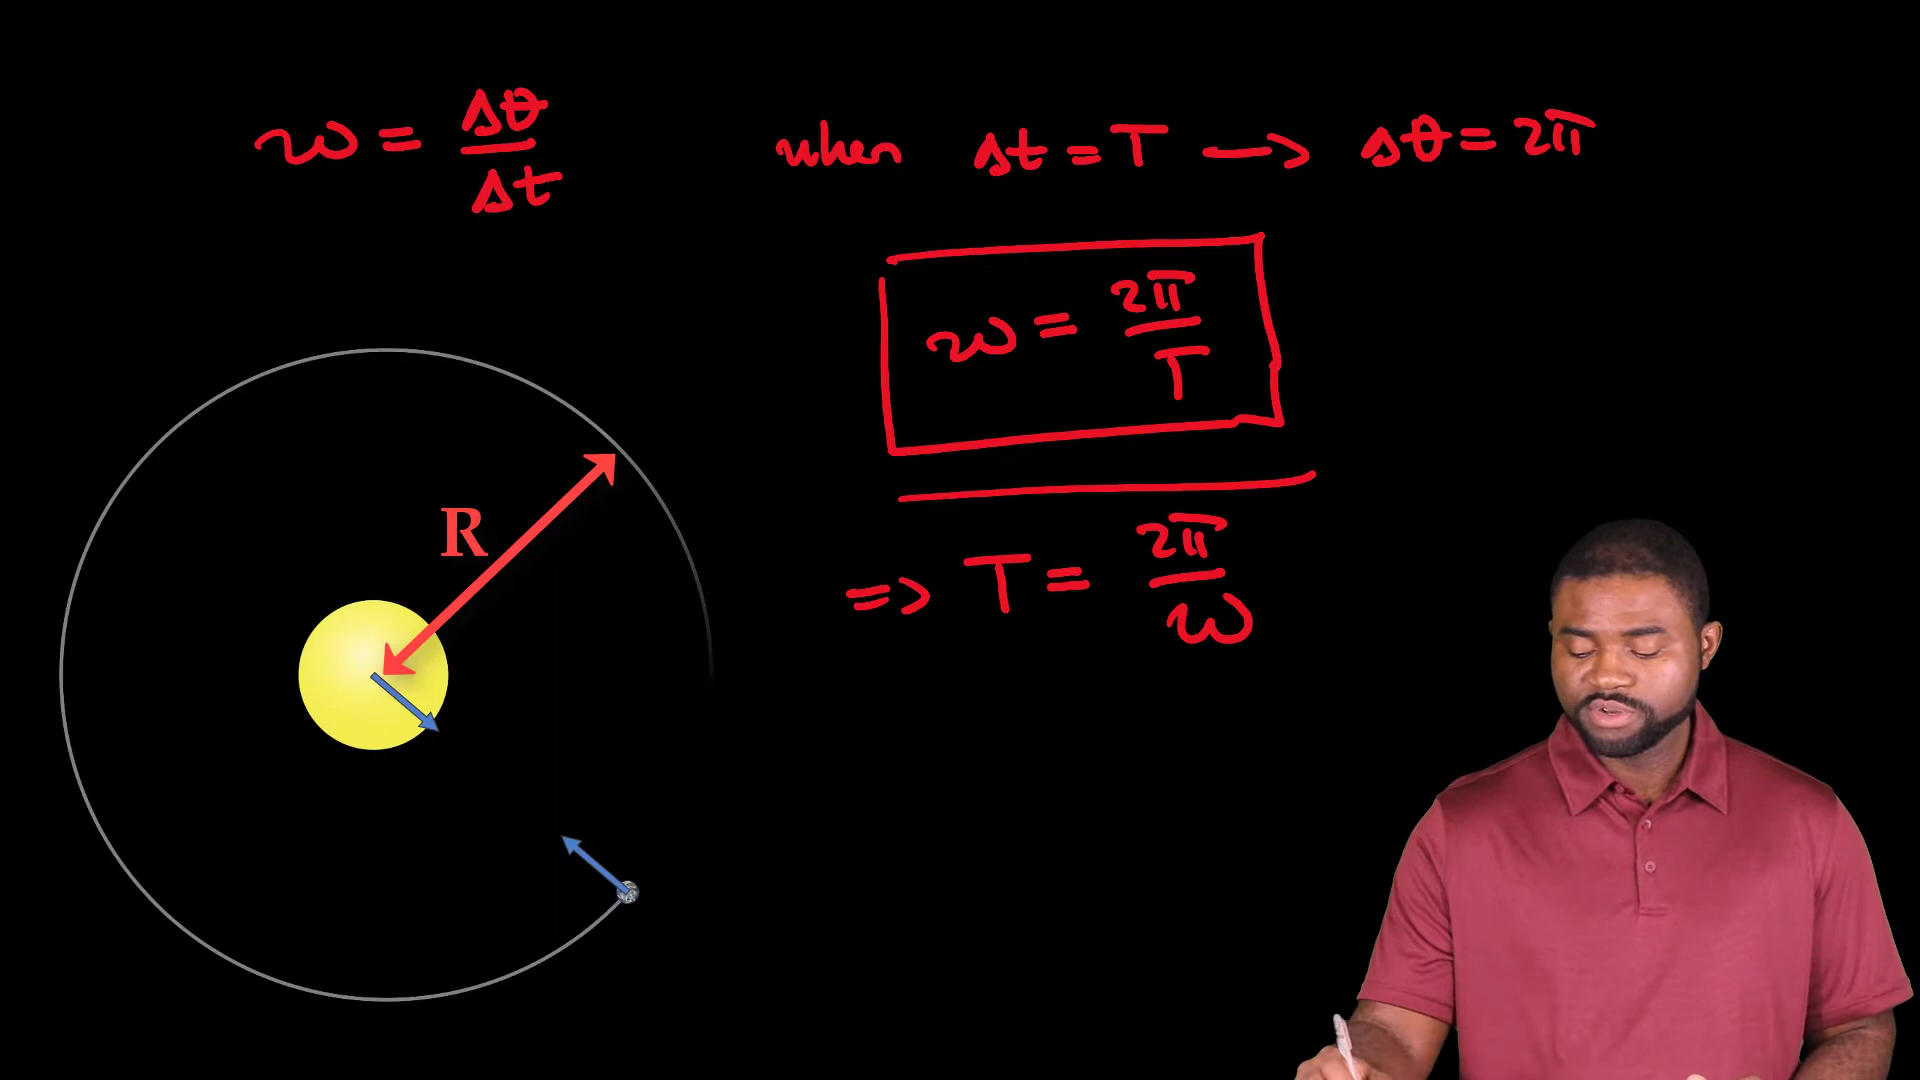 ω = Δθ/Δt when Δt = T → Δθ = 2π
ω = 2π/T
R
⇒ T = 2π/ω